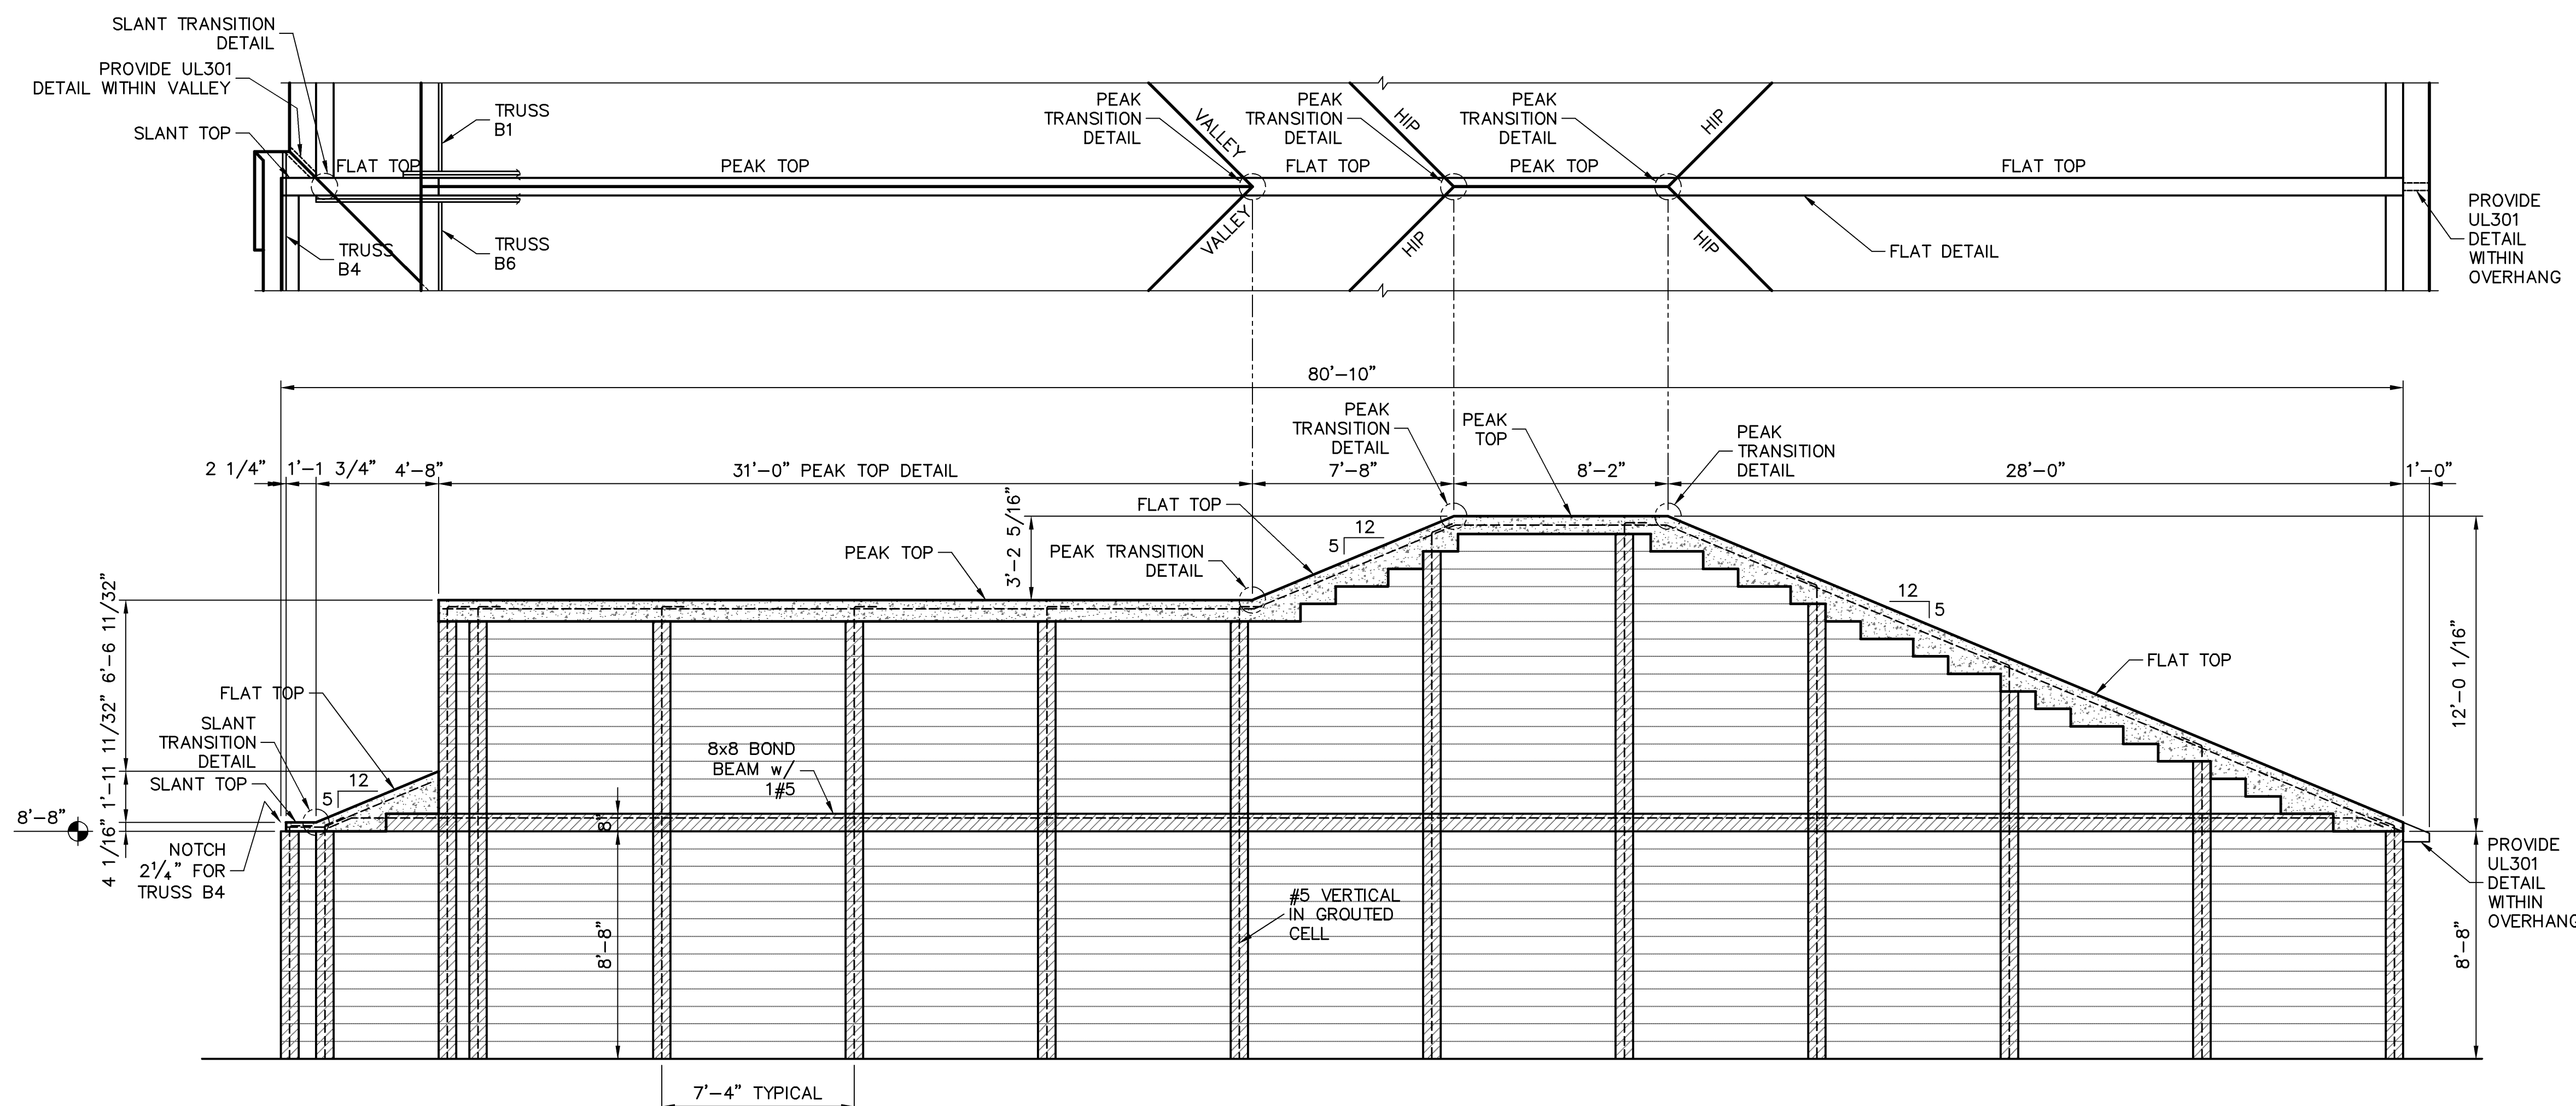 SLANT TRANSITION
DETAIL
PROVIDE UL301
DETAIL WITHIN VALLEY
SLANT TOP
FLAT TOP
TRUSS
B1
PEAK TOP
PEAK
TRANSITION
DETAIL
VALLEY
PEAK
TRANSITION
DETAIL
HIP
PEAK
TRANSITION
DETAIL
HIP
FLAT TOP
PEAK TOP
FLAT TOP
TRUSS
B4
TRUSS
B6
VALLEY
HIP
HIP
FLAT DETAIL
PROVIDE
UL301
DETAIL
WITHIN
OVERHANG
80'-10"
2 1/4"
1'-1 3/4"
4'-8"
31'-0" PEAK TOP DETAIL
7'-8"
8'-2"
28'-0"
1'-0"
PEAK
TRANSITION
DETAIL
PEAK
TOP
PEAK
TRANSITION
DETAIL
FLAT TOP
3'-2 5/16"
12
5
PEAK TOP
PEAK TRANSITION
DETAIL
12
5
FLAT TOP
12'-0 1/16"
6'-6 11/32"
1'-11 11/32"
4 1/16"
FLAT TOP
SLANT
TRANSITION
DETAIL
SLANT TOP
12
5
8'-8"
NOTCH
2¼" FOR
TRUSS B4
8x8 BOND
BEAM w/
1#5
8"
8'-8"
#5 VERTICAL
IN GROUTED
CELL
PROVIDE
UL301
DETAIL
WITHIN
OVERHANG
8'-8"
7'-4" TYPICAL